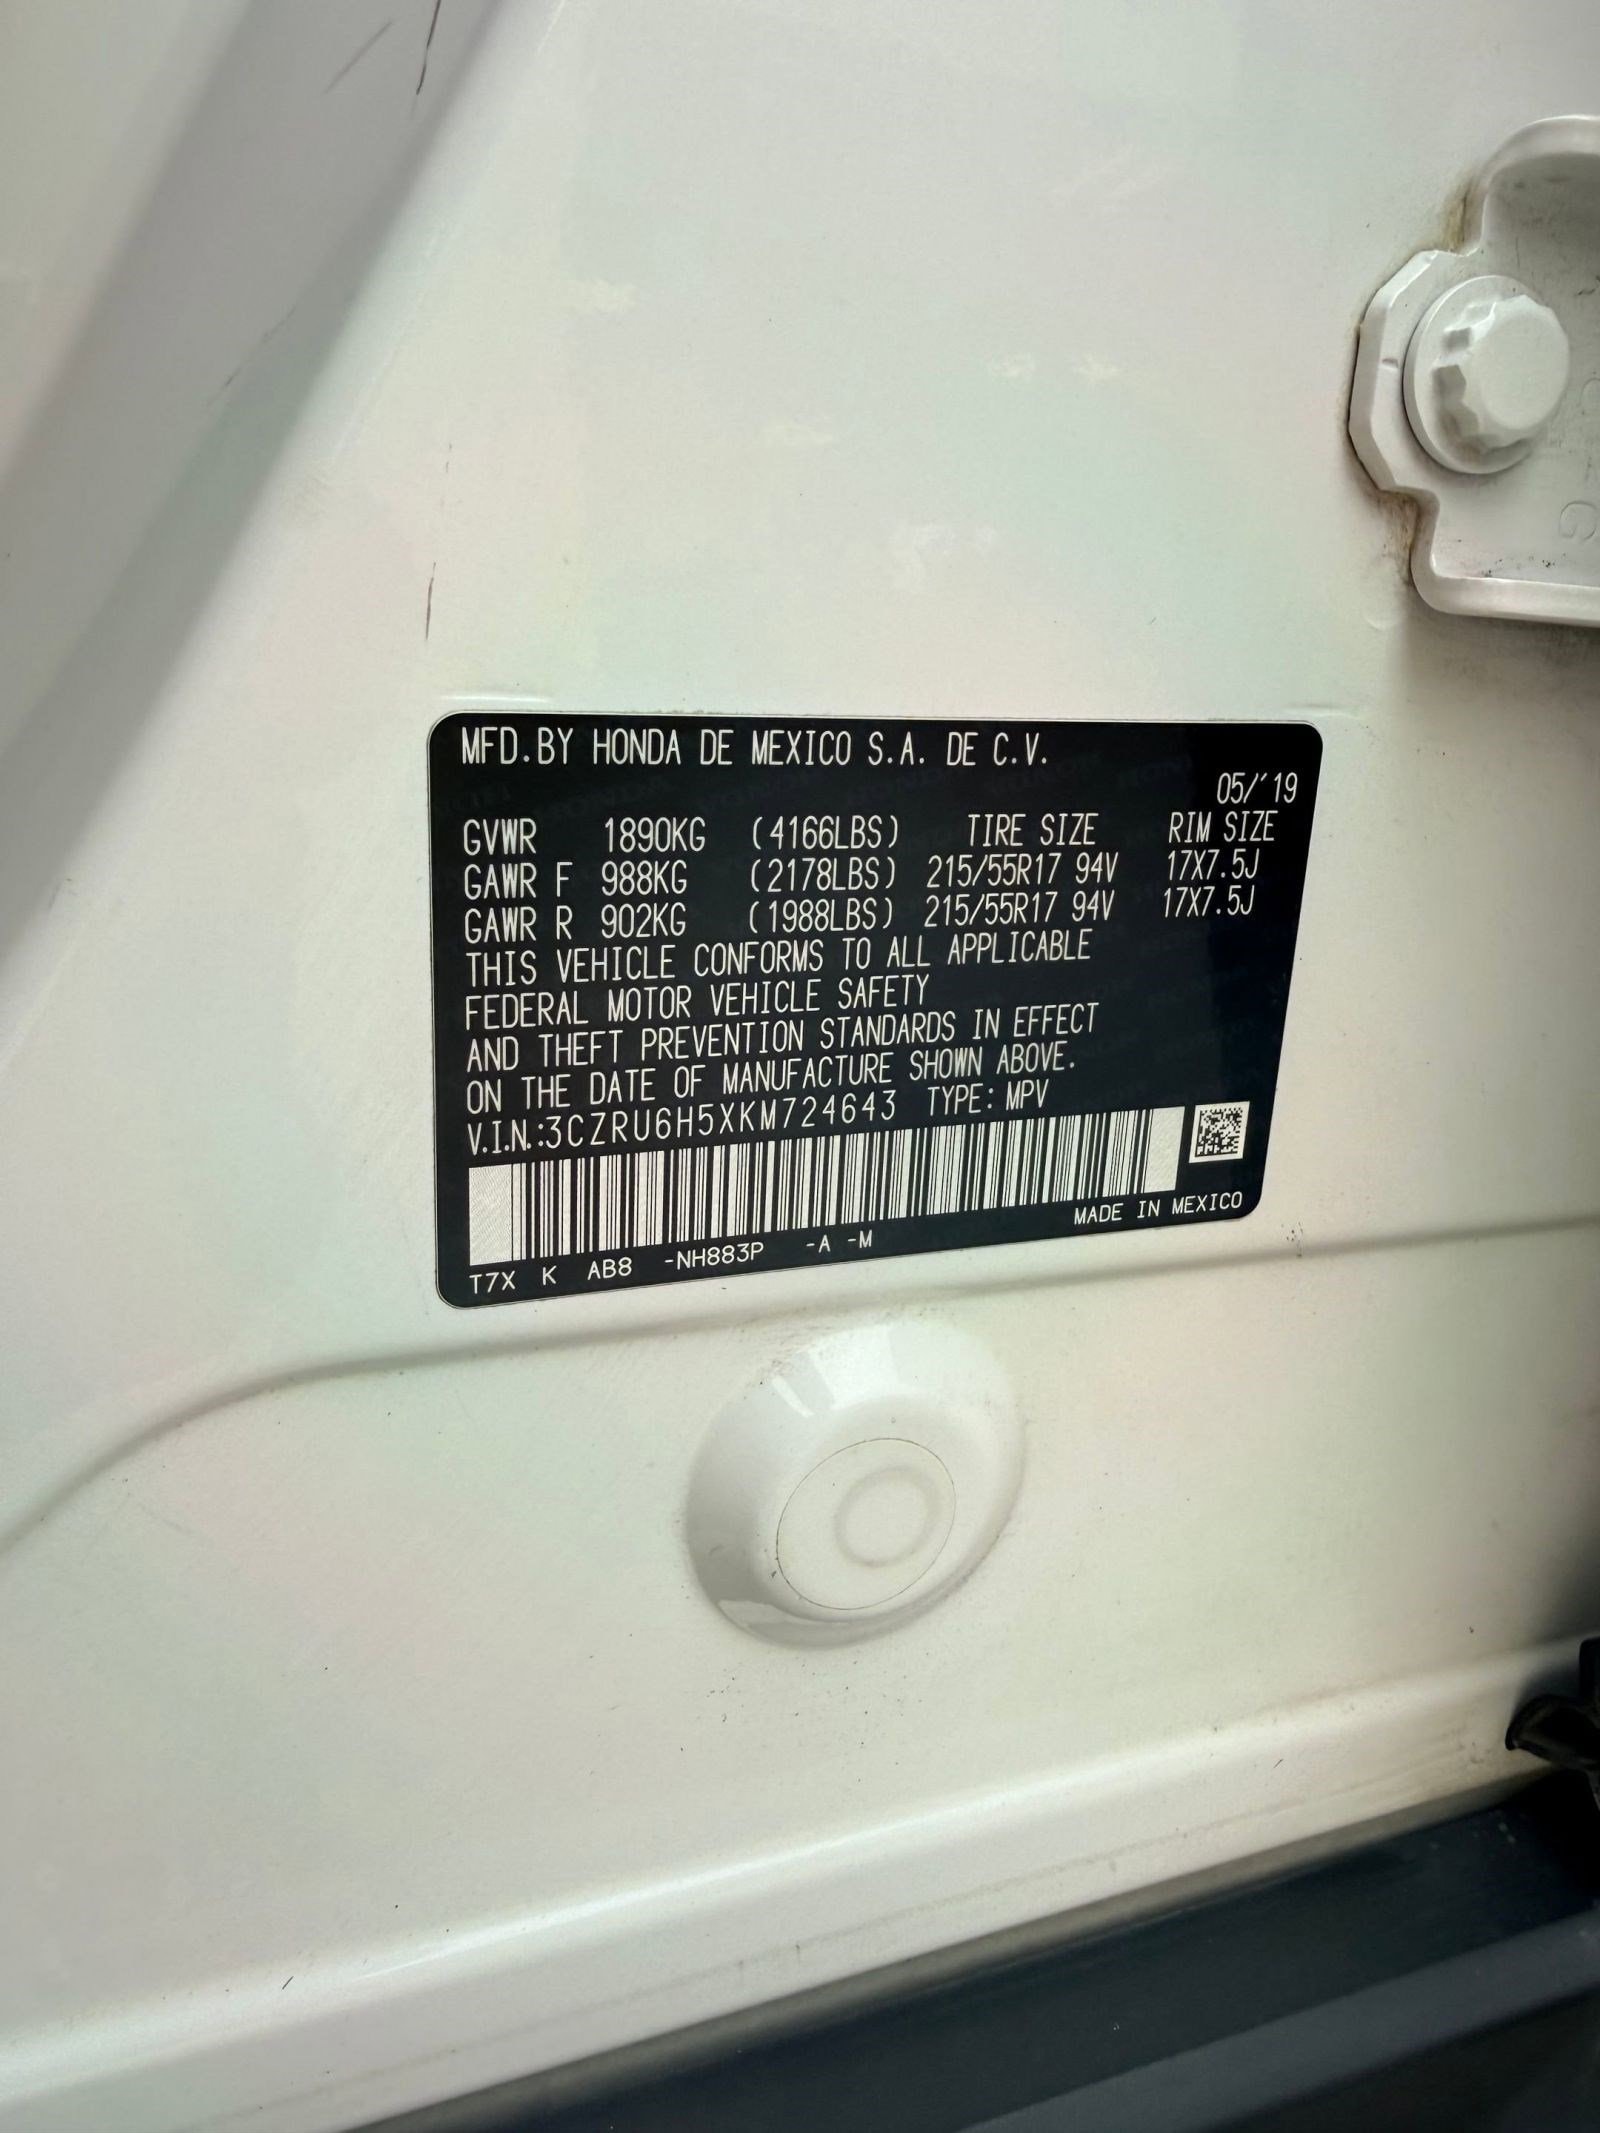 MFD.BY HONDA DE MEXICO S.A. DE C.V.
05/'19
GVWR 1890KG (4166LBS) TIRE SIZE RIM SIZE
GAWR F 988KG (2178LBS) 215/55R17 94V 17X7.5J
GAWR R 902KG (1988LBS) 215/55R17 94V 17X7.5J
THIS VEHICLE CONFORMS TO ALL APPLICABLE
FEDERAL MOTOR VEHICLE SAFETY
AND THEFT PREVENTION STANDARDS IN EFFECT
ON THE DATE OF MANUFACTURE SHOWN ABOVE.
V.I.N.:3CZRU6H5XKM724643 TYPE: MPV
MADE IN MEXICO
T7X K AB8 -NH883P -A -M